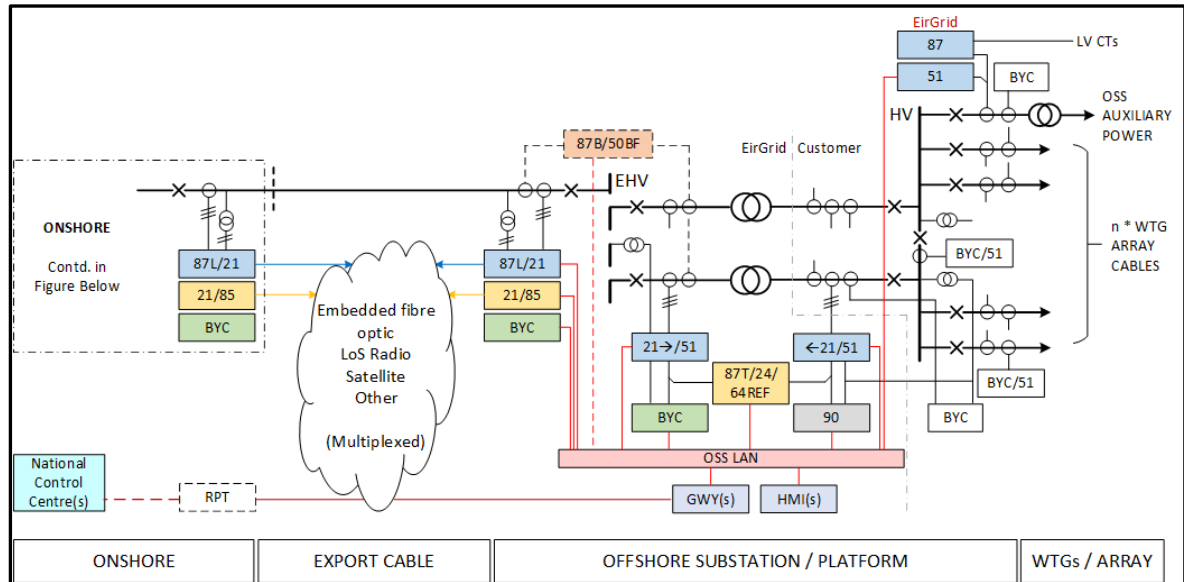 EirGrid
87
LV CTs
51
BYC
HV
OSS
AUXILIARY
POWER
87B/50BF
EirGrid
Customer
EHV
ONSHORE
Contd. in
Figure Below
87L/21
21/85
BYC
Embedded fibre
optic
LoS Radio
Satellite
Other
(Multiplexed)
87L/21
21/85
BYC
BYC/51
n * WTG
ARRAY
CABLES
21→/51
←21/51
87T/24/
64REF
BYC
90
BYC
BYC/51
OSS LAN
National
Control
Centre(s)
RPT
GWY(s)
HMI(s)
ONSHORE
EXPORT CABLE
OFFSHORE SUBSTATION / PLATFORM
WTGs / ARRAY